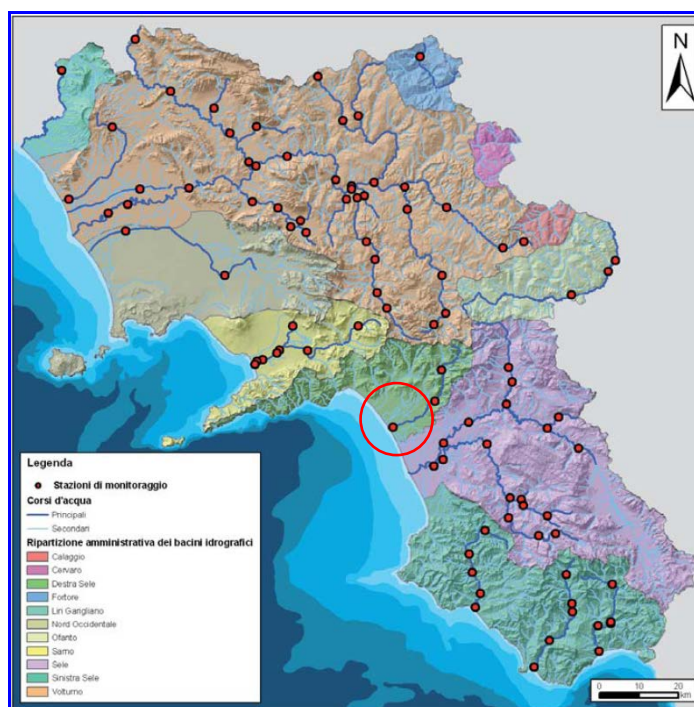 N
Legenda
Stazioni di monitoraggio
Corsi d'acqua
Principali
Secondari
Ripartizione amministrativa dei bacini idrografici
Calaggio
Cervaro
Destra Sele
Fortore
Liri Garigliano
Nord Occidentale
Ofanto
Sarno
Sele
Sinistra Sele
Volturno
0 10 20
km